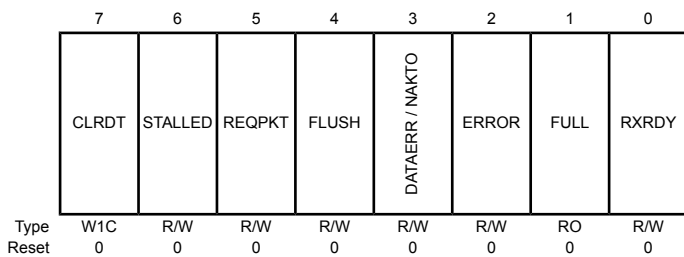 7 6 5 4 3 2 1 0
CLRDT STALLED REQPKT FLUSH DATAERR / NAKTO ERROR FULL RXRDY
Type W1C R/W R/W R/W R/W R/W RO R/W
Reset 0 0 0 0 0 0 0 0